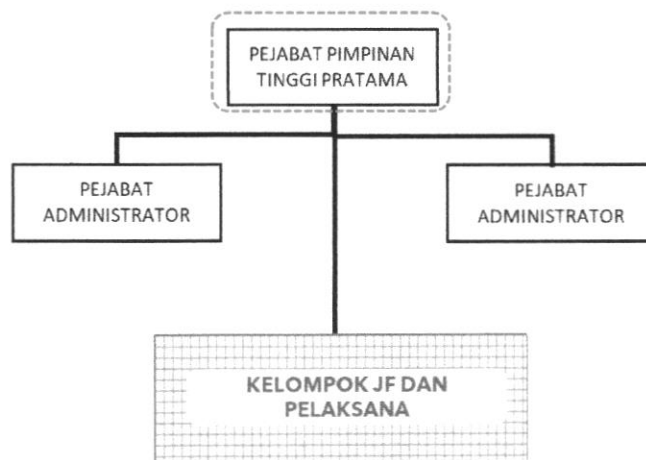 PEJABAT PIMPINAN
TINGGI PRATAMA
PEJABAT
ADMINISTRATOR
PEJABAT
ADMINISTRATOR
KELOMPOK JF DAN
PELAKSANA